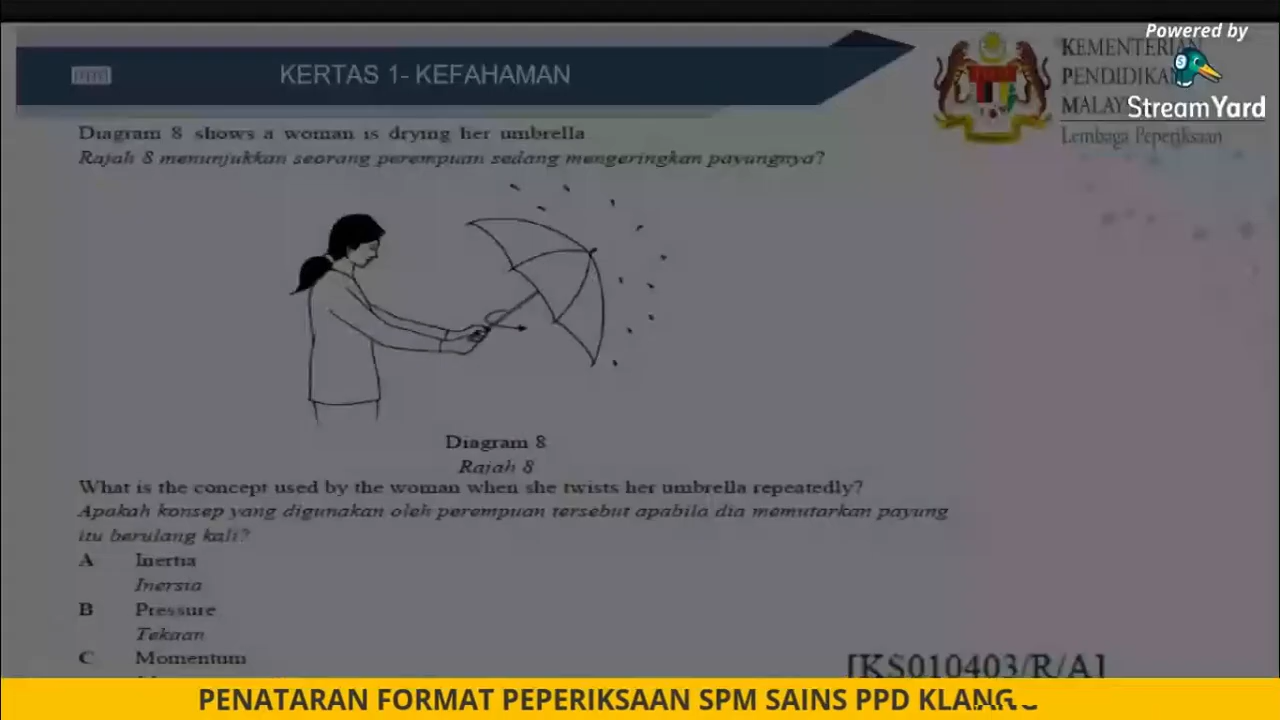 Powered by
StreamYard
KERTAS 1- KEFAHAMAN
KEMENTERIAN
PENDIDIKAN
Lembaga Peperiksaan
Diagram 8 shows a woman is drying her umbrella
Rajah 8 menunjukkan seorang perempuan sedang mengeringkan payungnya?
Diagram 8
Rajah 8
What is the concept used by the woman when she twists her umbrella repeatedly?
Apakah konsep yang digunakan oleh perempuan tersebut apabila dia memutarkan payung
itu berulang kali?
A Inertia
Inersia
B Pressure
Tekaan
C Momentum
[KS010403/R/A]
PENATARAN FORMAT PEPERIKSAAN SPM SAINS PPD KLANG